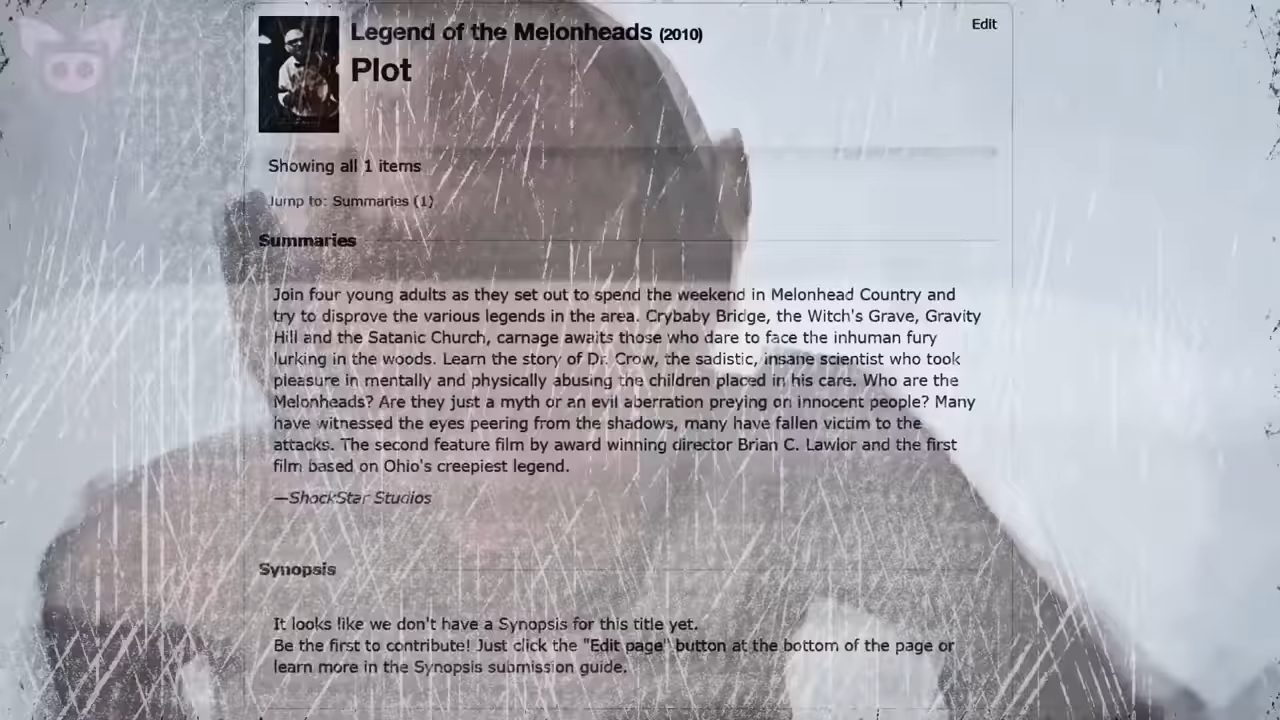 Legend of the Melonheads (2010)
Edit
Plot
Showing all 1 items
Jump to: Summaries (1)
Summaries
Join four young adults as they set out to spend the weekend in Melonhead Country and
try to disprove the various legends in the area. Crybaby Bridge, the Witch's Grave, Gravity
Hill and the Satanic Church, carnage awaits those who dare to face the inhuman fury
lurking in the woods. Learn the story of Dr. Crow, the sadistic, insane scientist who took
pleasure in mentally and physically abusing the children placed in his care. Who are the
Melonheads? Are they just a myth or an evil aberration preying on innocent people? Many
have witnessed the eyes peering from the shadows, many have fallen victim to the
attacks. The second feature film by award winning director Brian C. Lawlor and the first
film based on Ohio's creepiest legend.
—ShockStar Studios
Synopsis
It looks like we don't have a Synopsis for this title yet.
Be the first to contribute! Just click the "Edit page" button at the bottom of the page or
learn more in the Synopsis submission guide.